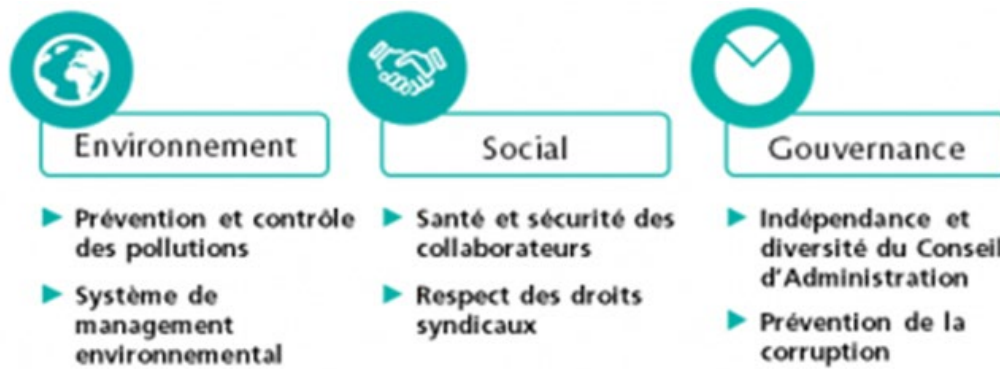 Environnement
Prévention et contrôle
des pollutions
Système de
management
environnemental
Social
Santé et sécurité des
collaborateurs
Respect des droits
syndicaux
Gouvernance
Indépendance et
diversité du Conseil
d'Administration
Prévention de la
corruption